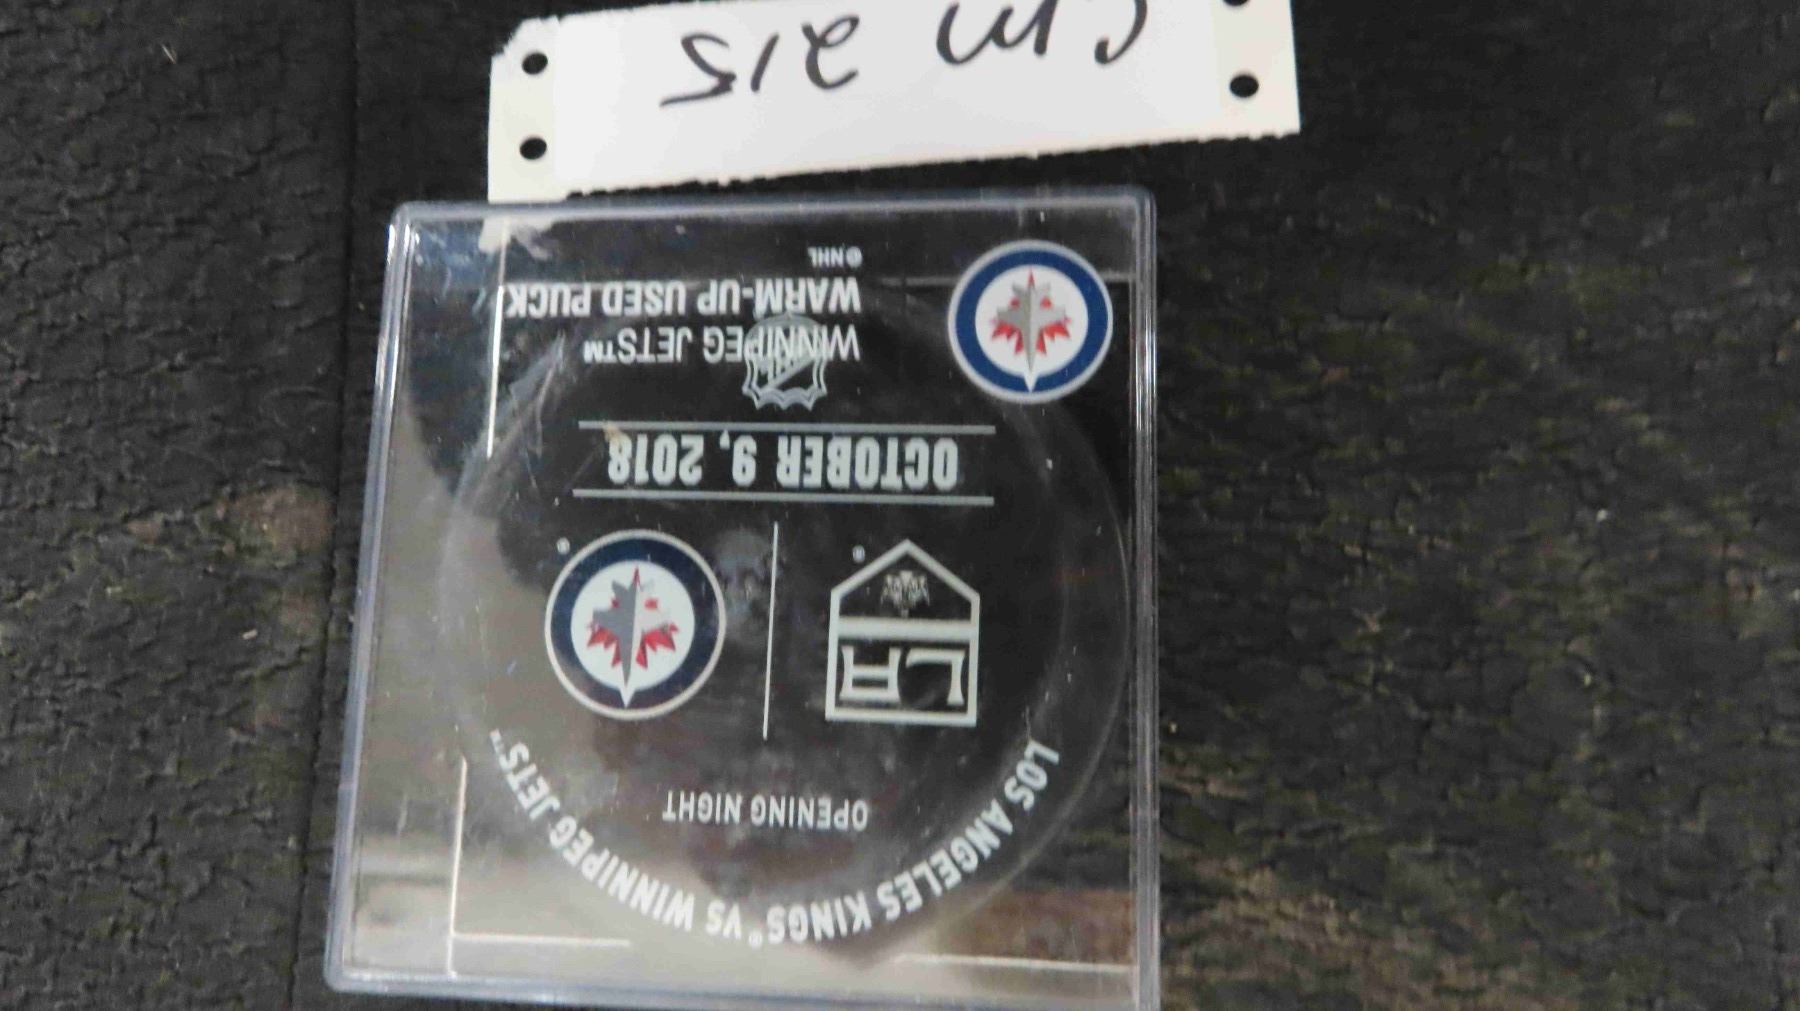 LOS ANGELES KINGS® VS WINNIPEG JETS™
OPENING NIGHT
LA
OCTOBER 9, 2018
WINNIPEG JETS™
WARM-UP USED PUCK
© NHL
Cm 215